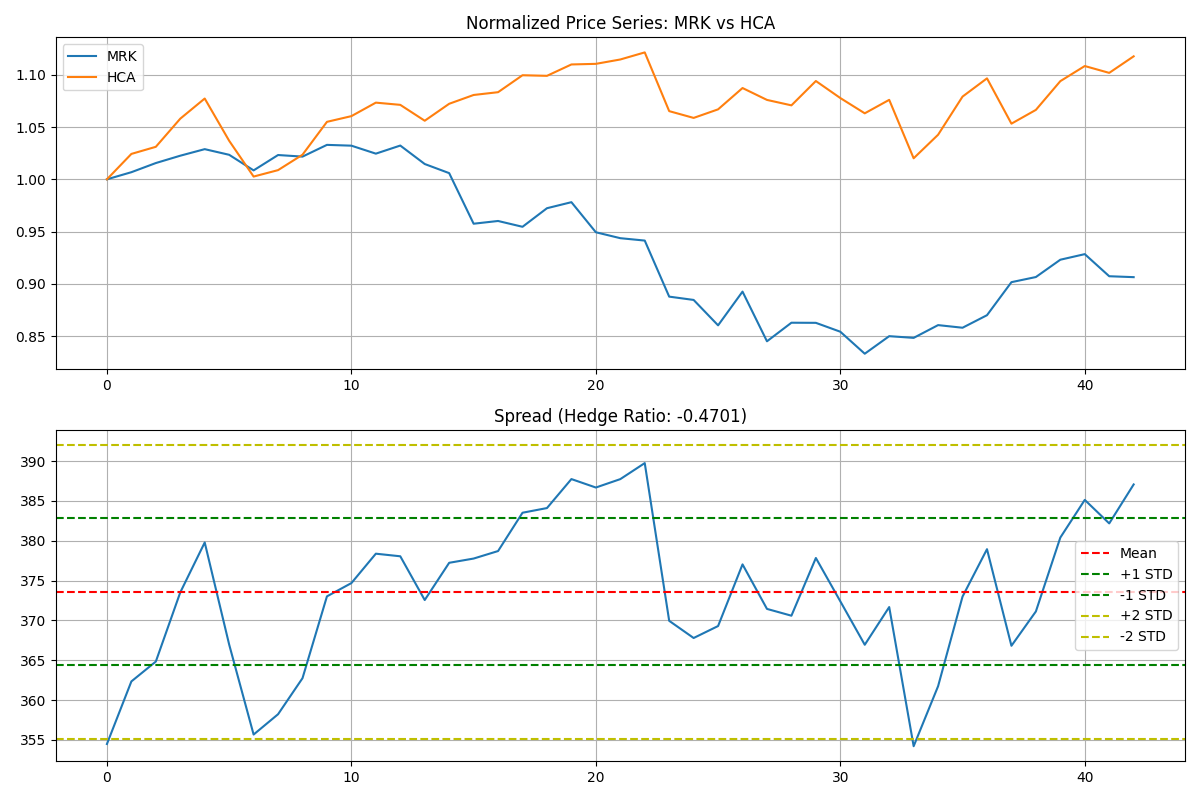 Normalized Price Series: MRK vs HCA
MRK
HCA
1.10
1.05
1.00
0.95
0.90
0.85
0 10 20 30 40
Spread (Hedge Ratio: -0.4701)
390
385
380
375
370
365
360
355
Mean
+1 STD
-1 STD
+2 STD
-2 STD
0 10 20 30 40